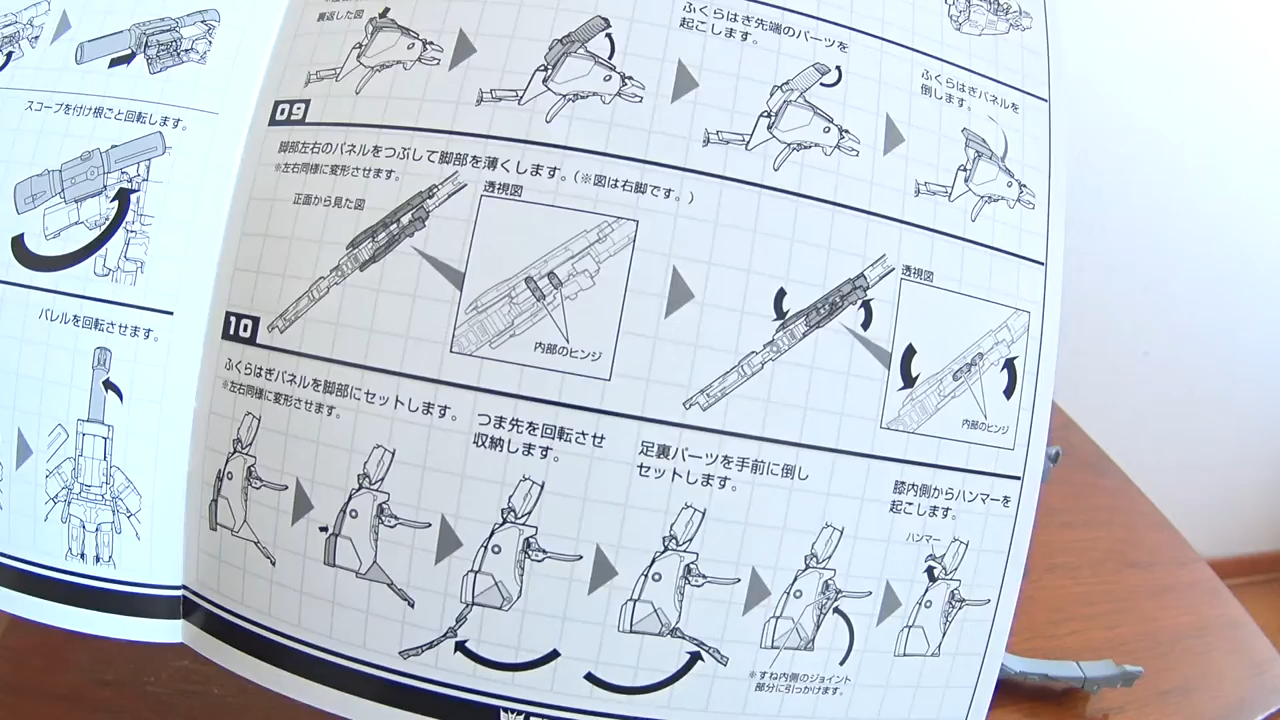 スコープを付け根ごと回転します。
バレルを回転させます。
裏返した図
ふくらはぎ先端のパーツを
起こします。
ふくらはぎパネルを
倒します。
09
脚部左右のパネルをつぶして脚部を薄くします。(※図は右脚です。)
※左右同様に変形させます。
正面から見た図
透視図
内部のヒンジ
透視図
内部のヒンジ
10
ふくらはぎパネルを脚部にセットします。
※左右同様に変形させます。
つま先を回転させ
収納します。
足裏パーツを手前に倒し
セットします。
※すね内側のジョイント
部分に引っかけます。
膝内側からハンマーを
起こします。
ハンマー